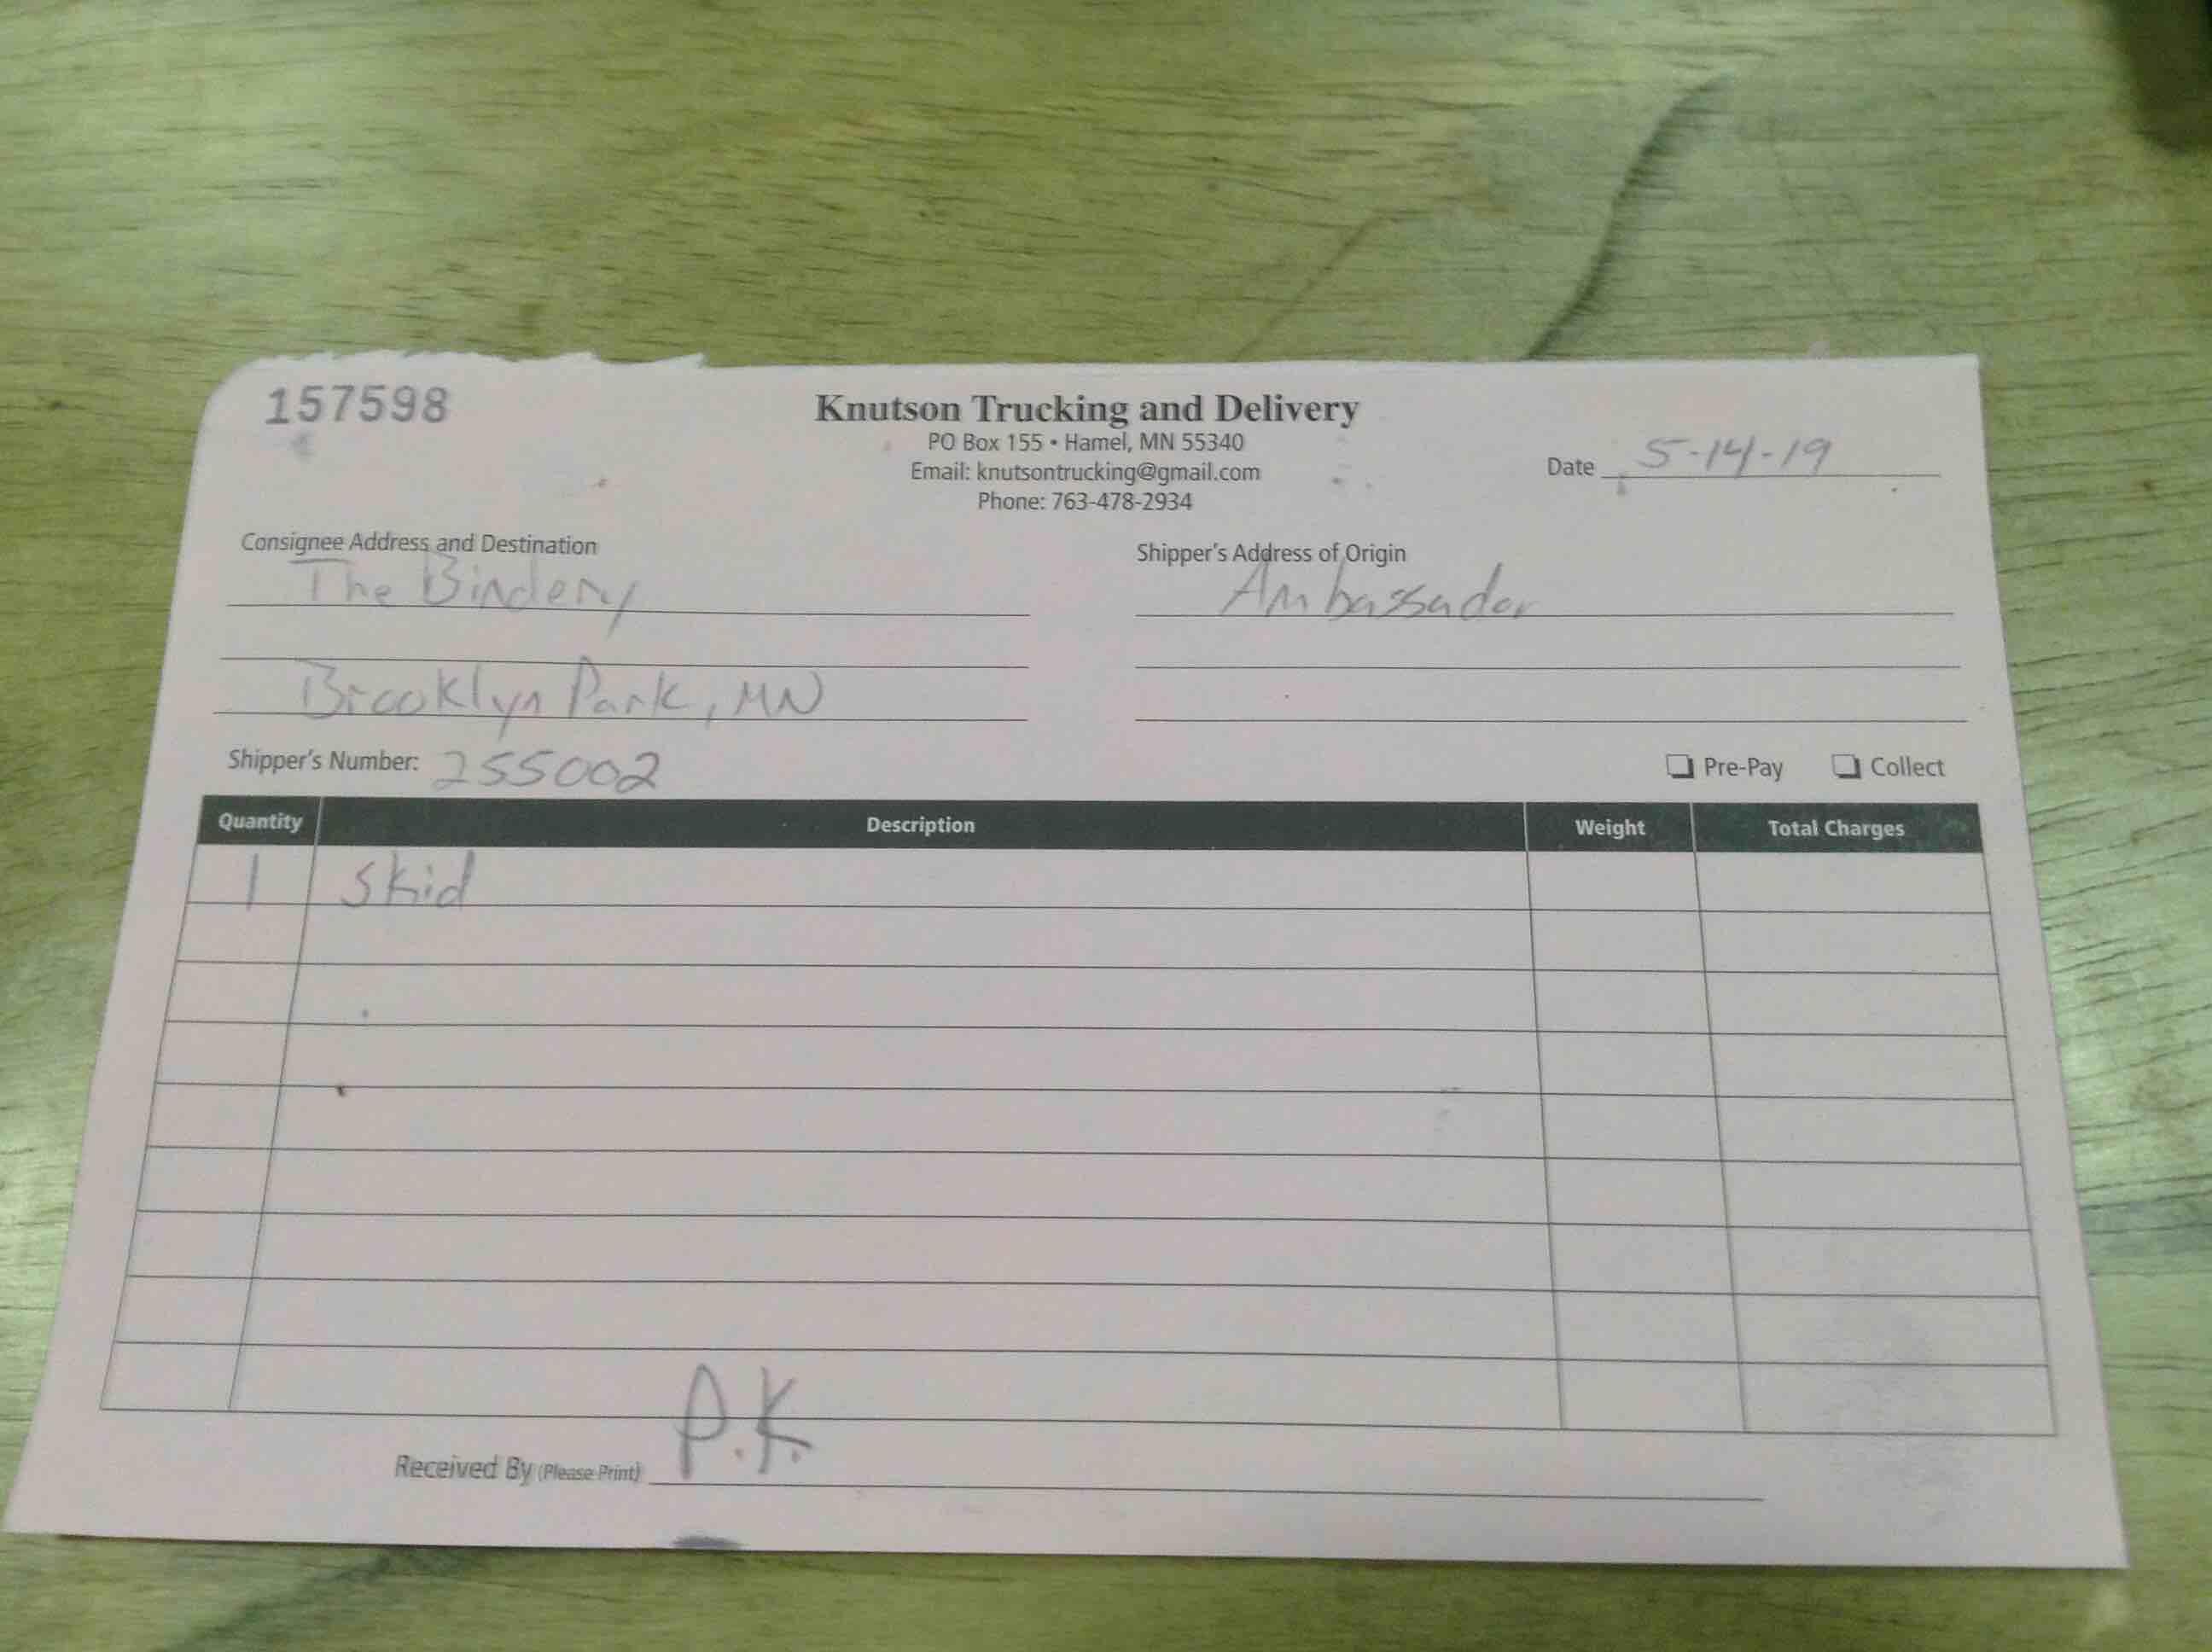 157598
Knutson Trucking and Delivery
PO Box 155 • Hamel, MN 55340
Email: knutsontrucking@gmail.com
Phone: 763-478-2934
Date 5-14-19
Consignee Address and Destination
The Bindery
Brooklyn Park, MN
Shipper's Address of Origin
Ambassador
Shipper's Number: 255002
Pre-Pay Collect
Quantity Description Weight Total Charges
1 skid
Received By (Please Print) P.K.